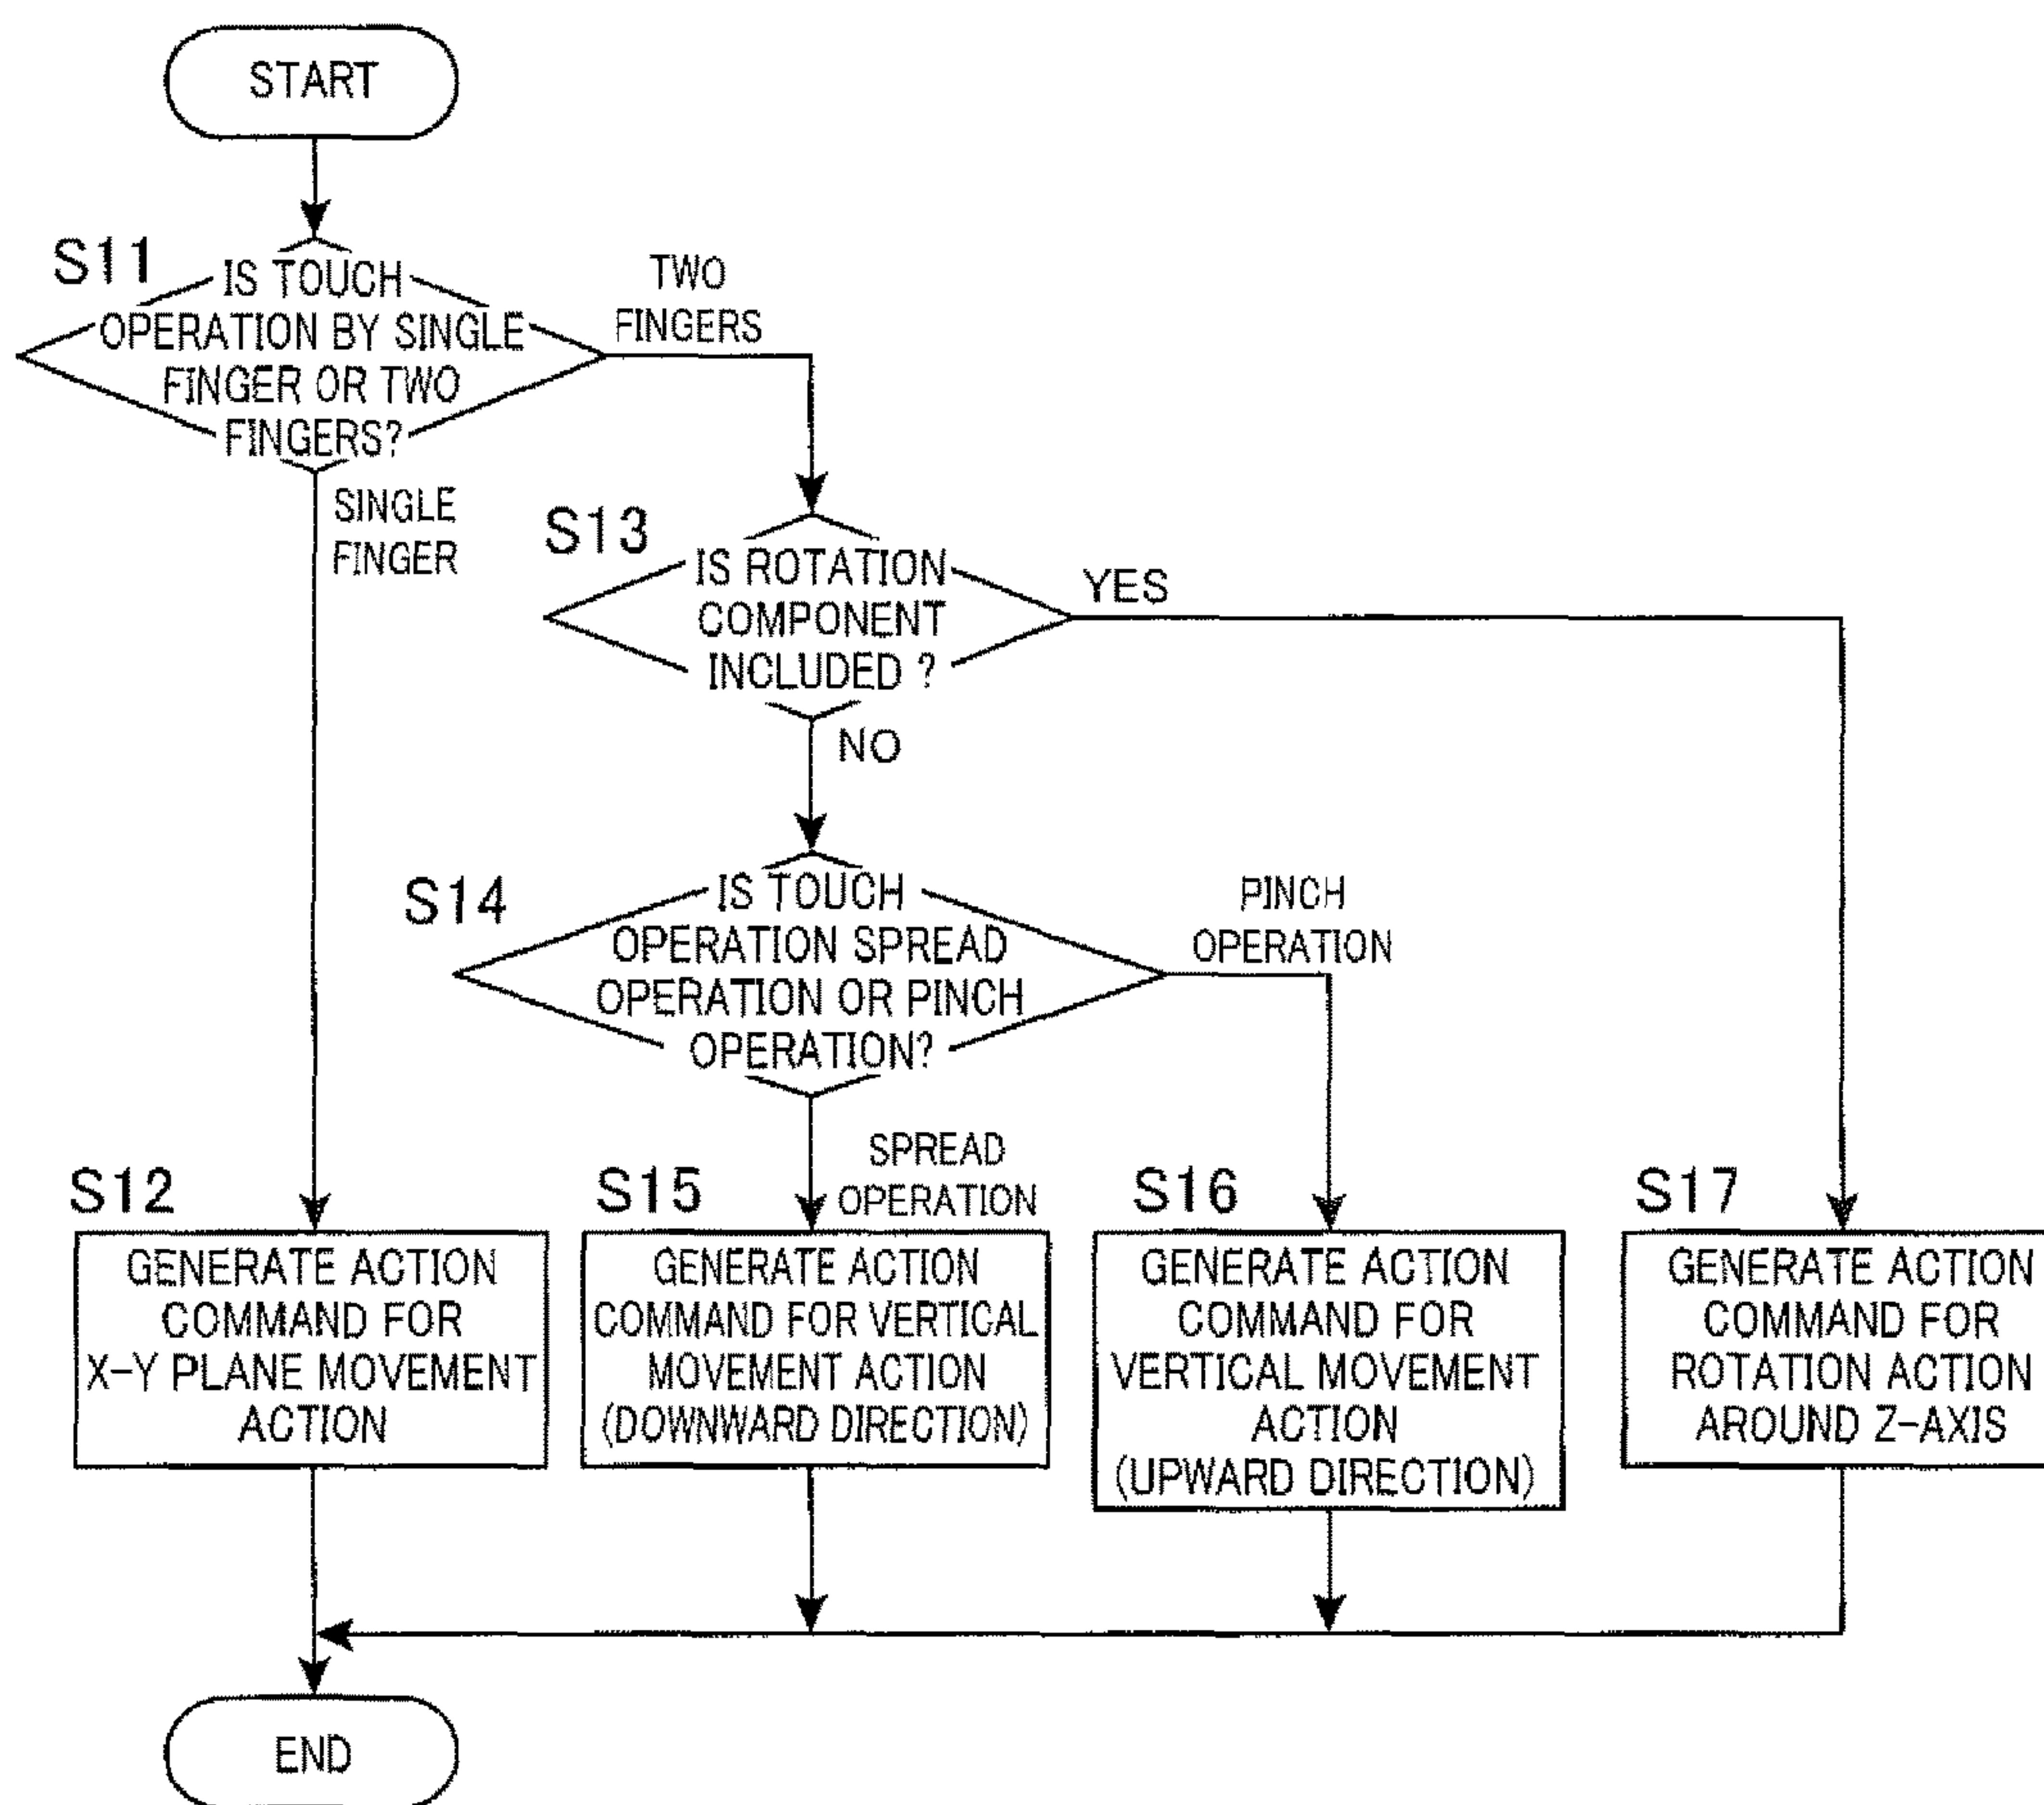 START
S11
IS TOUCH
OPERATION BY SINGLE
FINGER OR TWO
FINGERS?
TWO
FINGERS
SINGLE
FINGER
S13
IS ROTATION
COMPONENT
INCLUDED ?
YES
NO
S14
IS TOUCH
OPERATION SPREAD
OPERATION OR PINCH
OPERATION?
PINCH
OPERATION
SPREAD
OPERATION
S12
GENERATE ACTION
COMMAND FOR
X-Y PLANE MOVEMENT
ACTION
S15
GENERATE ACTION
COMMAND FOR VERTICAL
MOVEMENT ACTION
(DOWNWARD DIRECTION)
S16
GENERATE ACTION
COMMAND FOR
VERTICAL MOVEMENT
ACTION
(UPWARD DIRECTION)
S17
GENERATE ACTION
COMMAND FOR
ROTATION ACTION
AROUND Z-AXIS
END